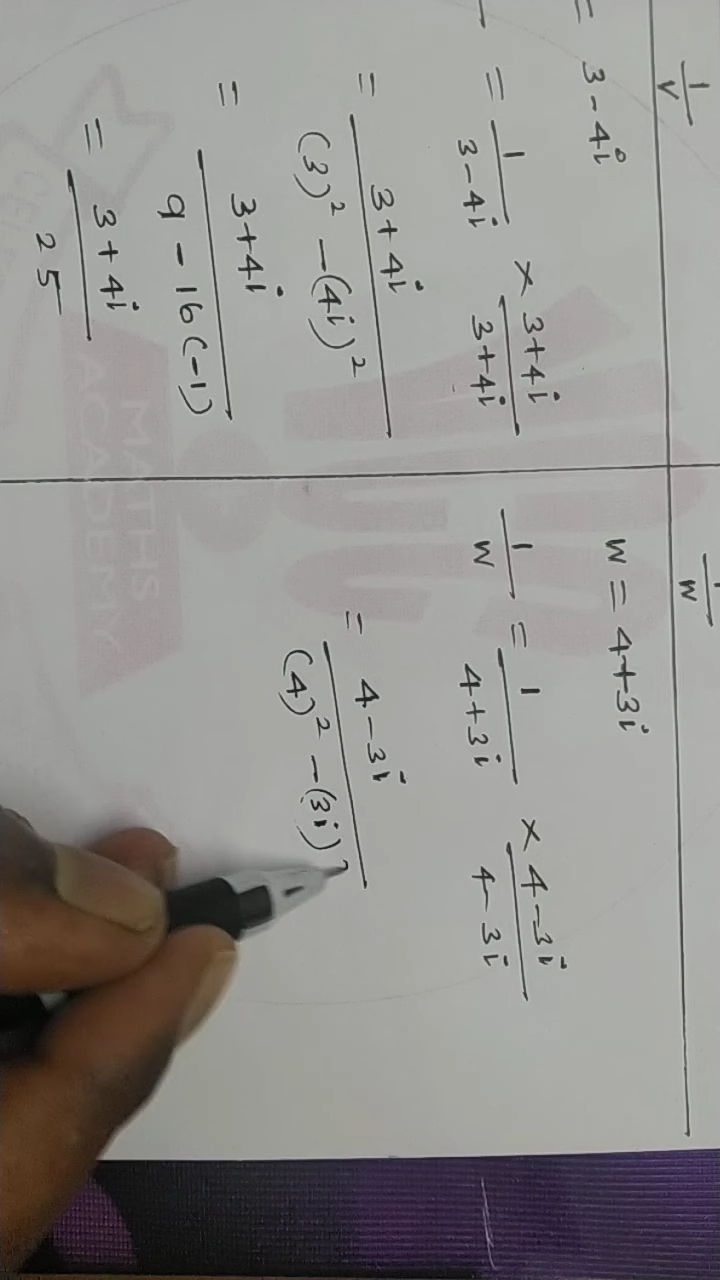 1/v
= 3-4i
= 1/3-4i × 3+4i/3+4i
= 3+4i/(3)² -(4i)²
= 3+4i/9-16(-1)
= 3+4i/25
1/w
w = 4+3i
1/w = 1/4+3i × 4-3i/4-3i
= 4-3i/(4)² -(3i)²
MATHS
ACADEMY